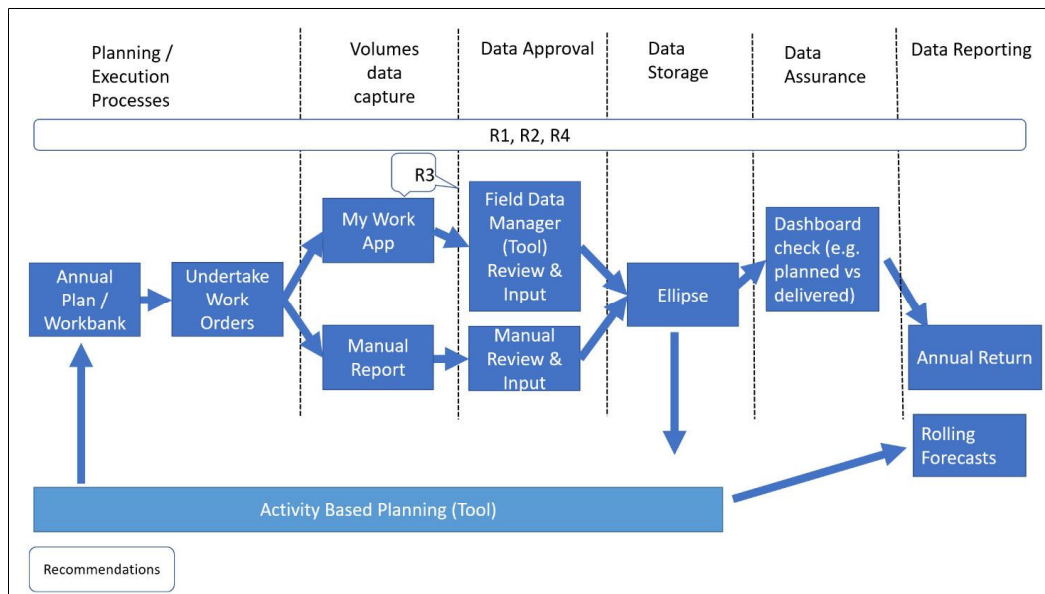 Planning /
Execution
Processes
Volumes
data
capture
Data Approval
Data
Storage
Data
Assurance
Data Reporting
R1, R2, R4
R3
My Work
App
Field Data
Manager
(Tool)
Review &
Input
Dashboard
check (e.g.
planned vs
delivered)
Annual
Plan /
Workbank
Undertake
Work
Orders
Ellipse
Manual
Report
Manual
Review &
Input
Annual Return
Rolling
Forecasts
Activity Based Planning (Tool)
Recommendations